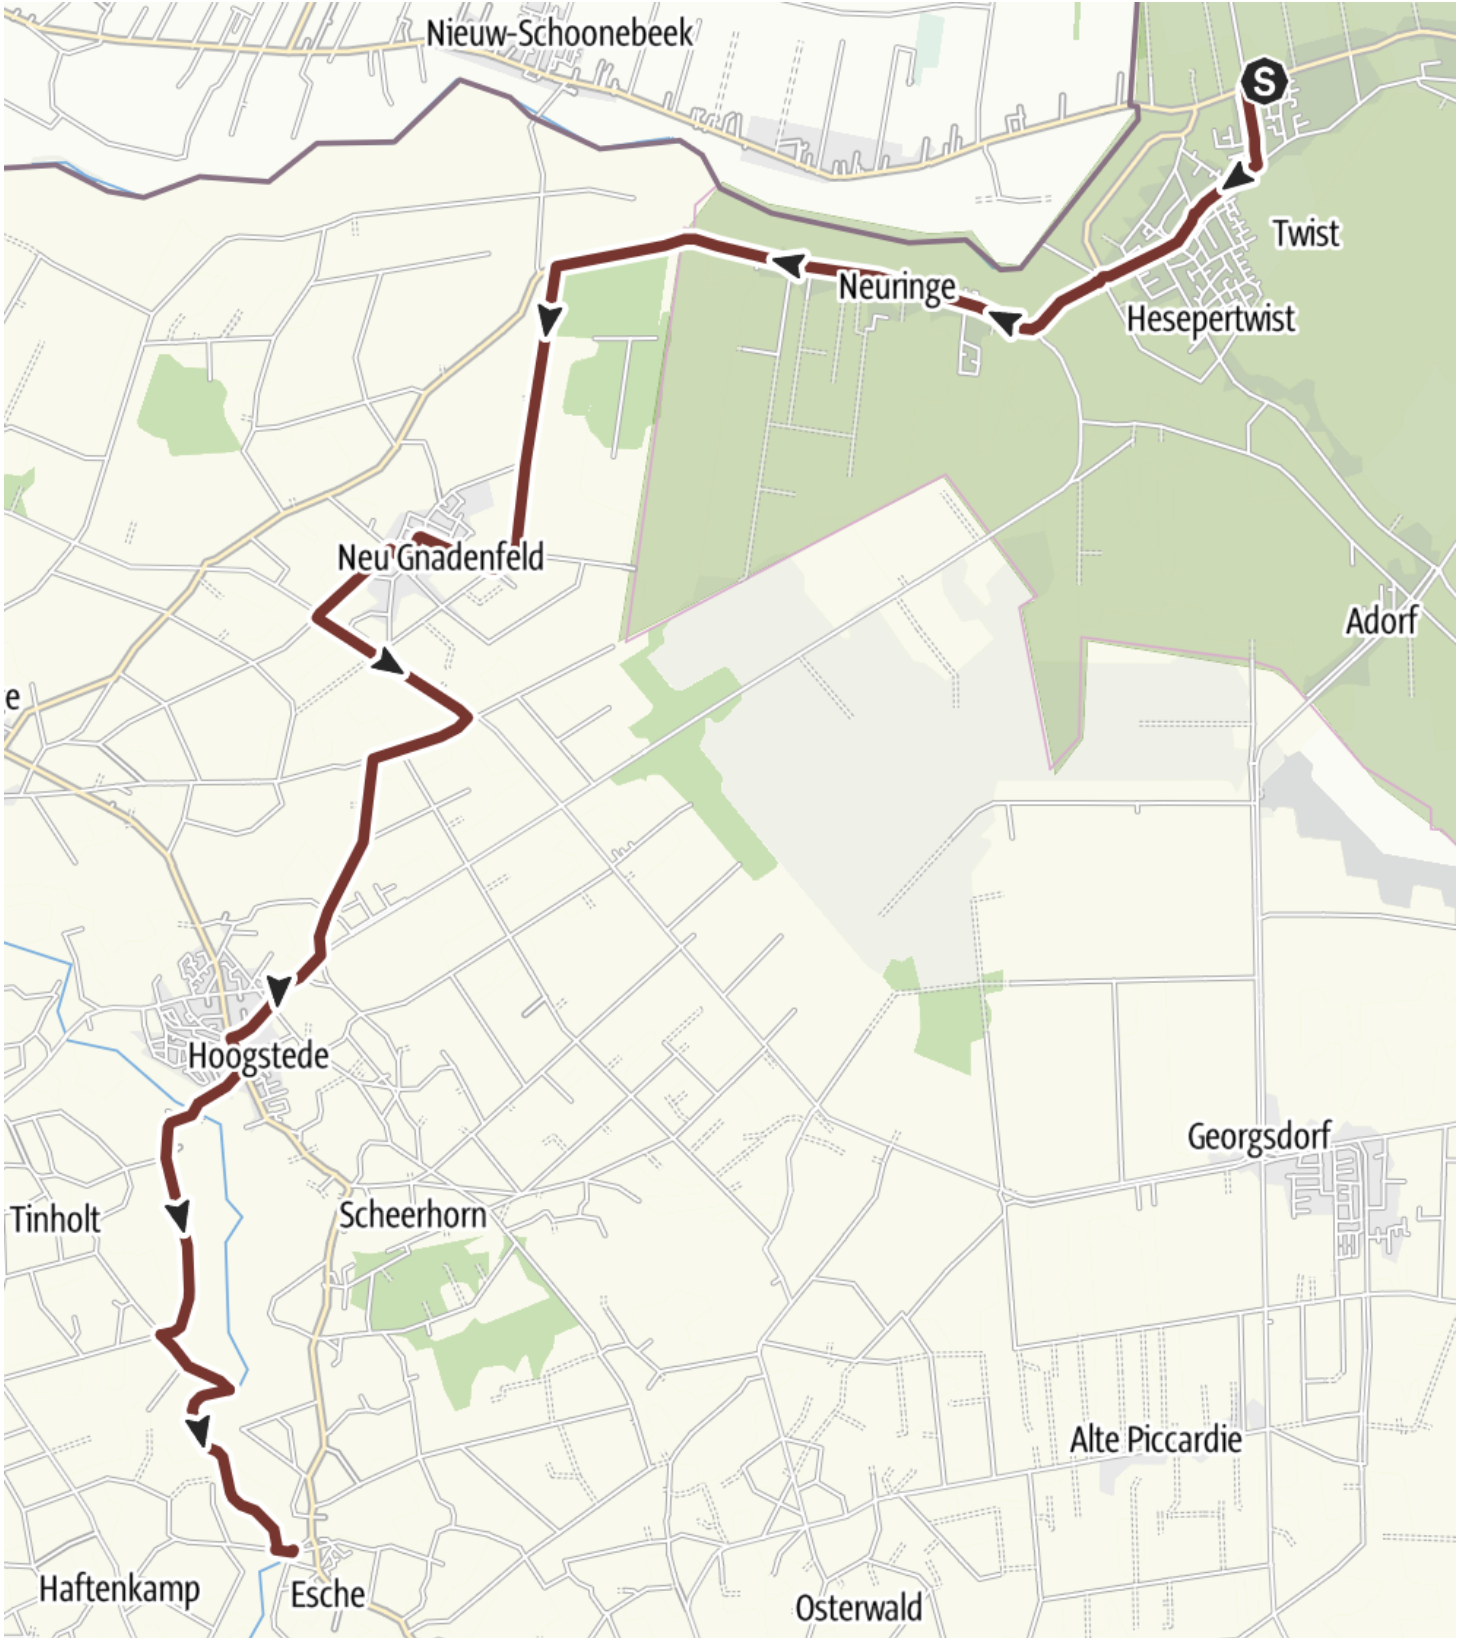 Nieuw-Schoonebeek
S
Twist
Neuringe
Hesepertwist
Neu Gnadenfeld
Adorf
e
Hoogstede
Georgsdorf
Tinholt
Scheerhorn
Alte Piccardie
Haftenkamp
Esche
Osterwald